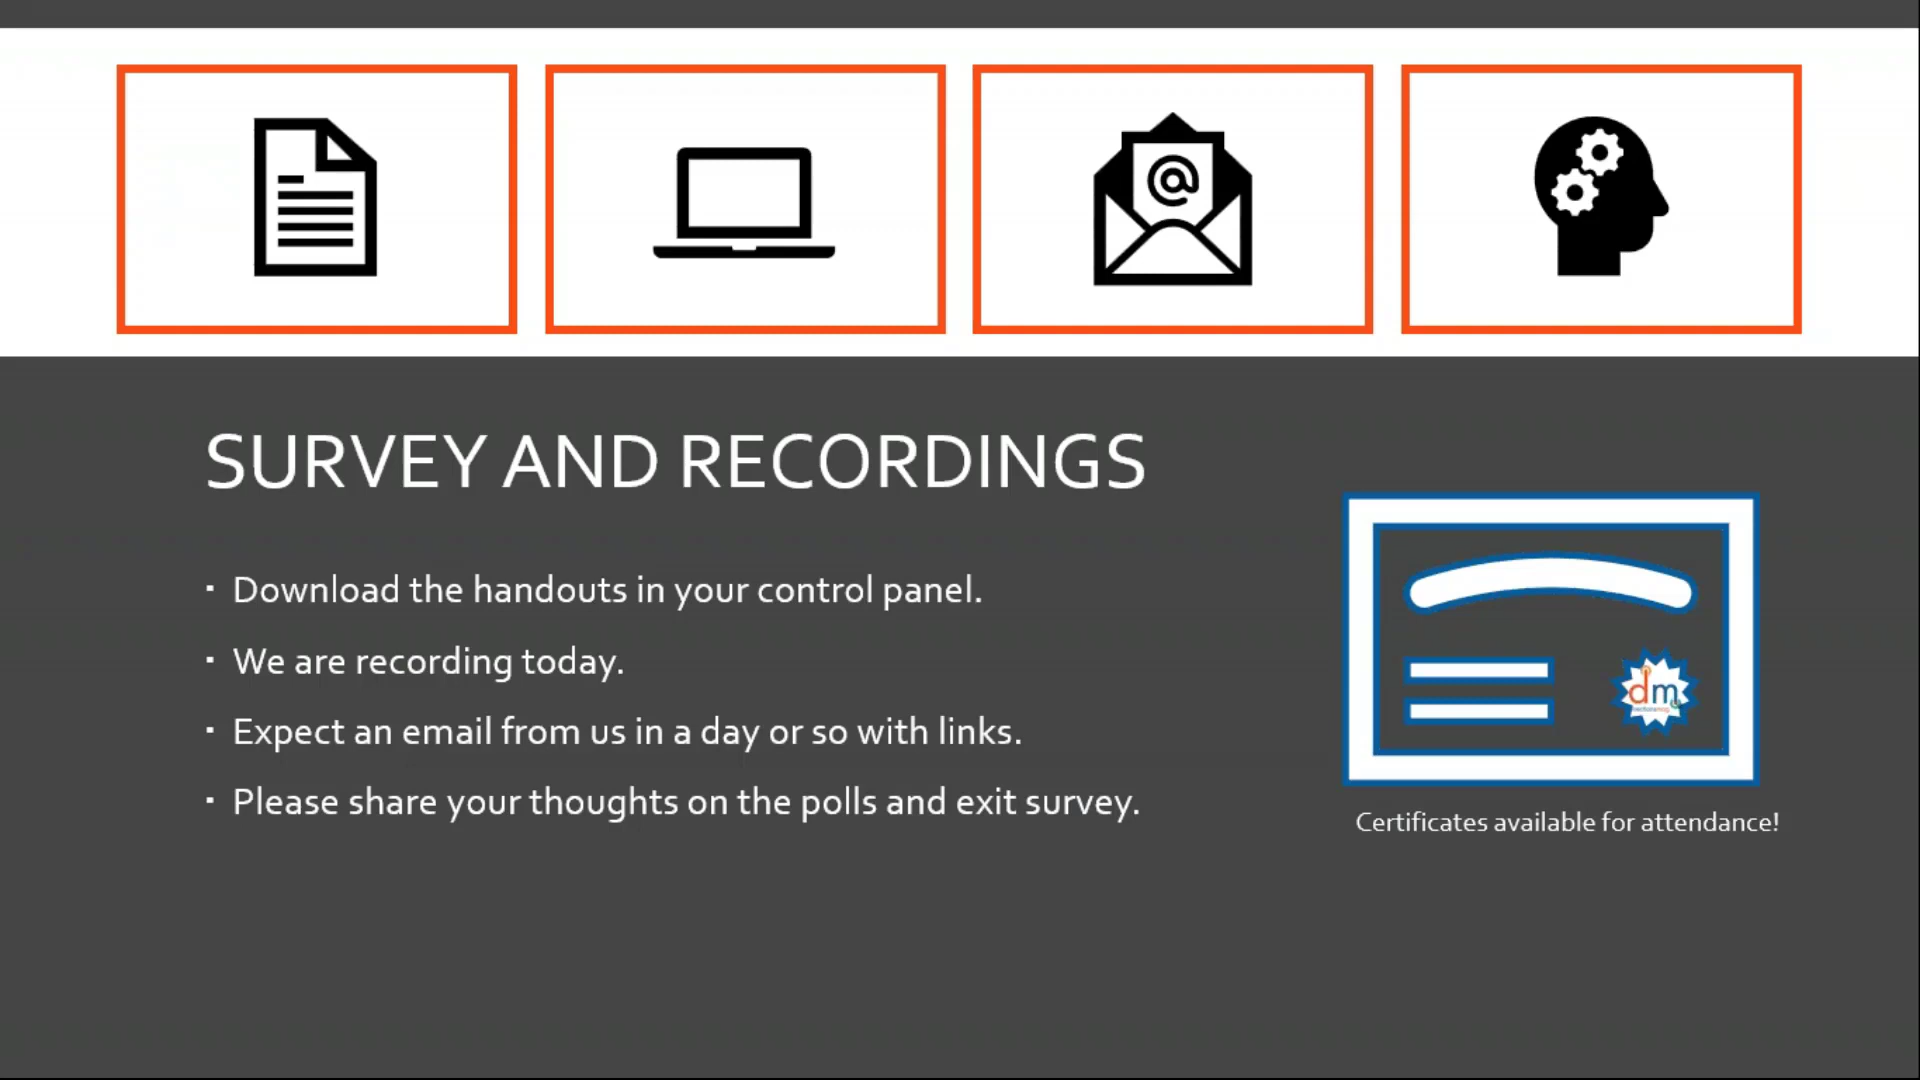 @
SURVEY AND RECORDINGS
▪ Download the handouts in your control panel.
▪ We are recording today.
▪ Expect an email from us in a day or so with links.
▪ Please share your thoughts on the polls and exit survey.
dm
Certificates available for attendance!